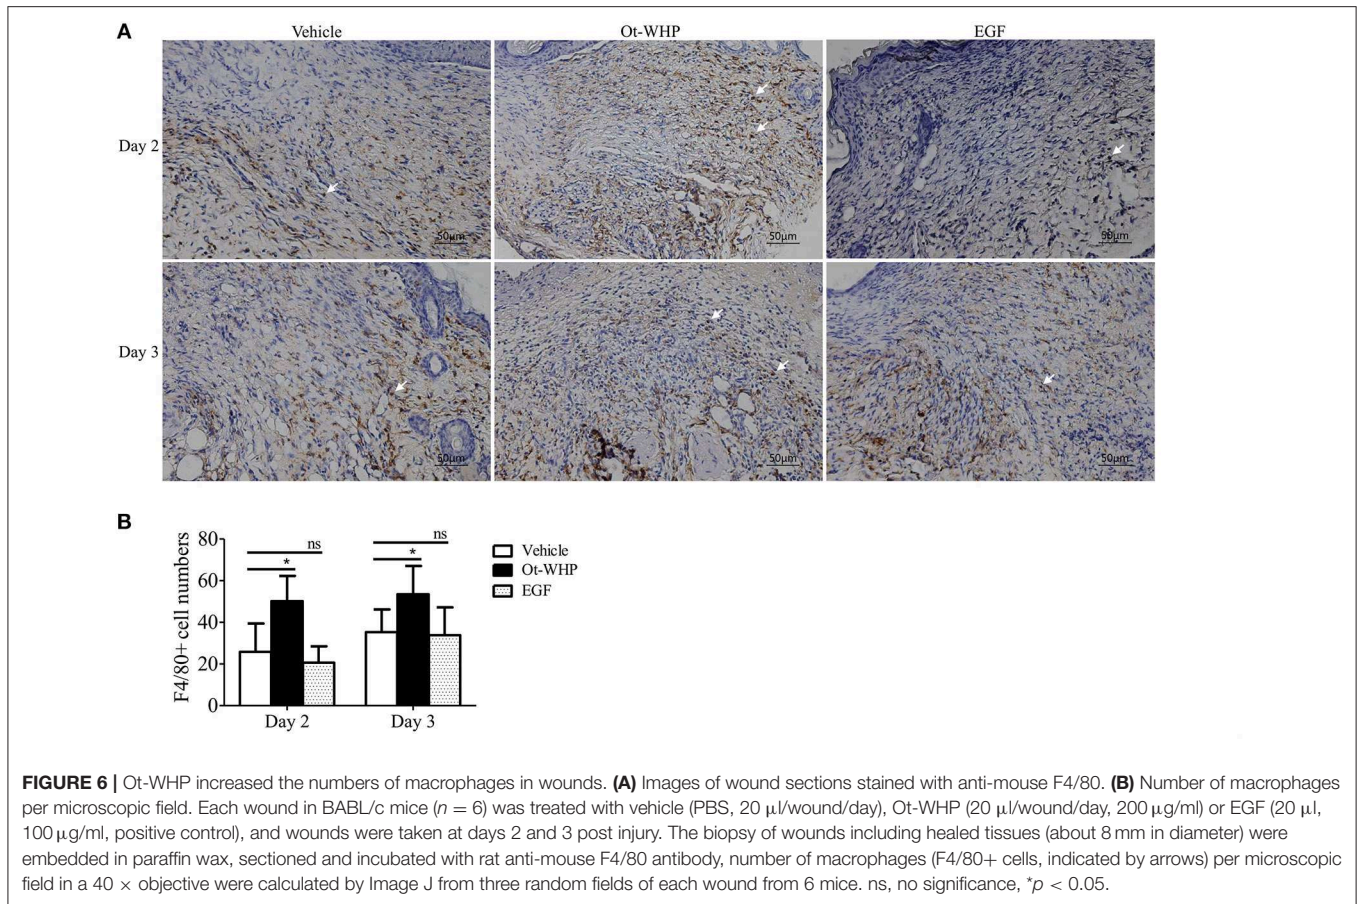 A
Vehicle Ot-WHP EGF
Day 2
50μm 50μm 50μm
Day 3
50μm 50μm 50μm
B
F4/80+ cell numbers
80
60
40
20
0
ns
*
ns
*
Day 2 Day 3
Vehicle
Ot-WHP
EGF
FIGURE 6 | Ot-WHP increased the numbers of macrophages in wounds. (A) Images of wound sections stained with anti-mouse F4/80. (B) Number of macrophages
per microscopic field. Each wound in BABL/c mice (n = 6) was treated with vehicle (PBS, 20 μl/wound/day), Ot-WHP (20 μl/wound/day, 200 μg/ml) or EGF (20 μl,
100 μg/ml, positive control), and wounds were taken at days 2 and 3 post injury. The biopsy of wounds including healed tissues (about 8 mm in diameter) were
embedded in paraffin wax, sectioned and incubated with rat anti-mouse F4/80 antibody, number of macrophages (F4/80+ cells, indicated by arrows) per microscopic
field in a 40 × objective were calculated by Image J from three random fields of each wound from 6 mice. ns, no significance, *p < 0.05.